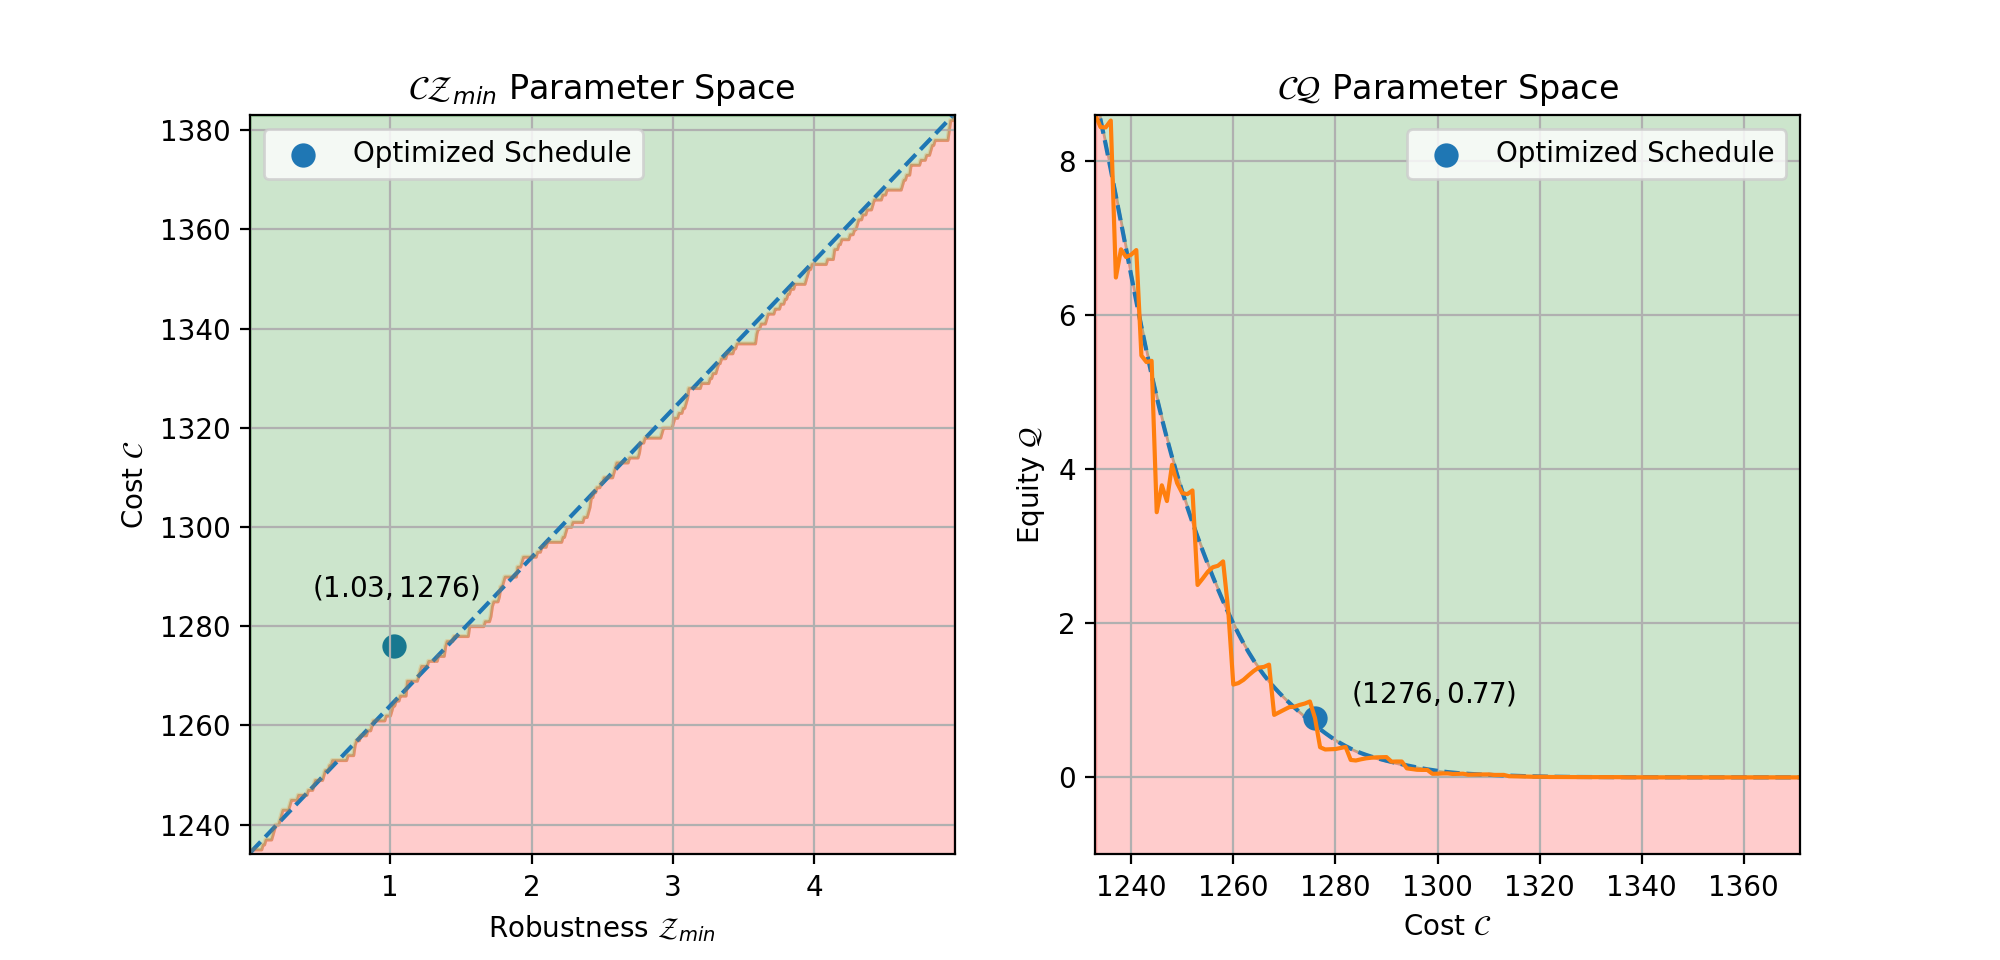 𝒞𝒵min Parameter Space
Optimized Schedule
1380
1360
1340
1320
1300
1280
1260
1240
Cost 𝒞
(1.03, 1276)
1 2 3 4
Robustness 𝒵min
𝒞𝒬 Parameter Space
Optimized Schedule
8
6
4
2
0
Equity 𝒬
(1276, 0.77)
1240 1260 1280 1300 1320 1340 1360
Cost 𝒞